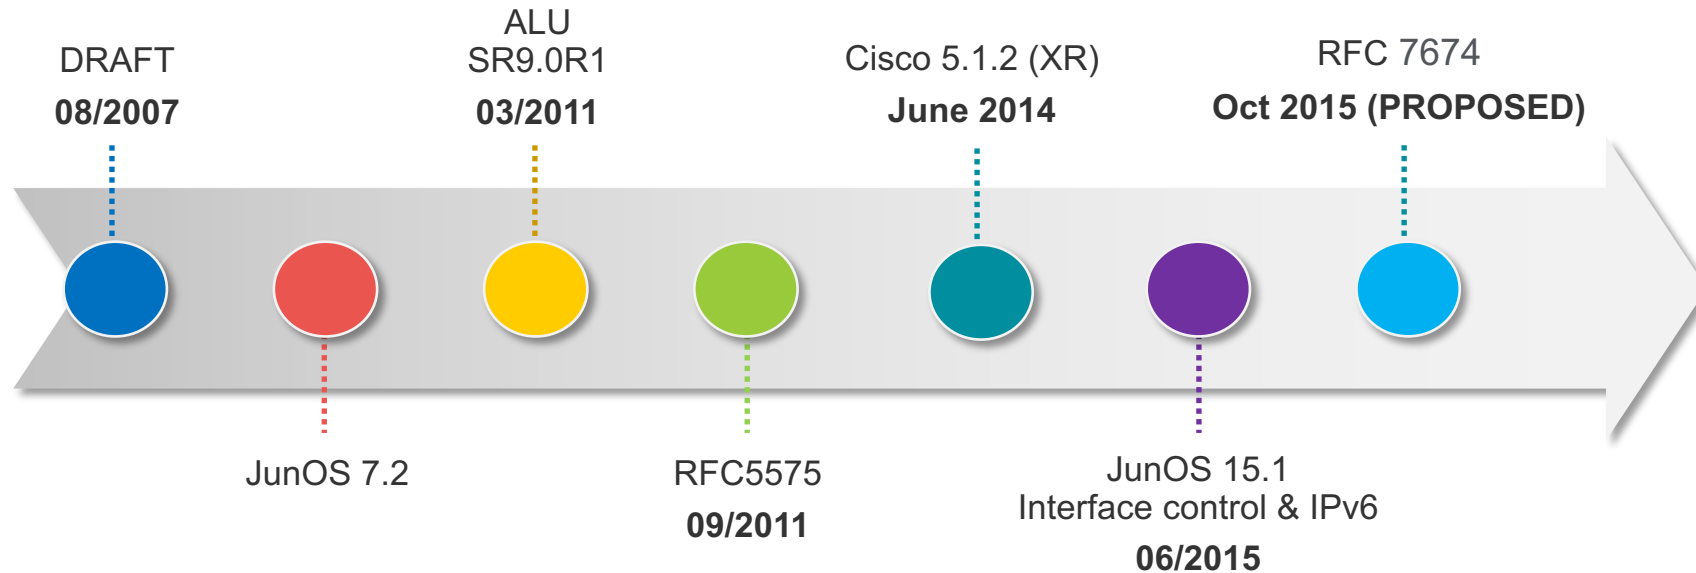 DRAFT
08/2007
JunOS 7.2
ALU
SR9.0R1
03/2011
RFC5575
09/2011
Cisco 5.1.2 (XR)
June 2014
JunOS 15.1
Interface control & IPv6
06/2015
RFC 7674
Oct 2015 (PROPOSED)